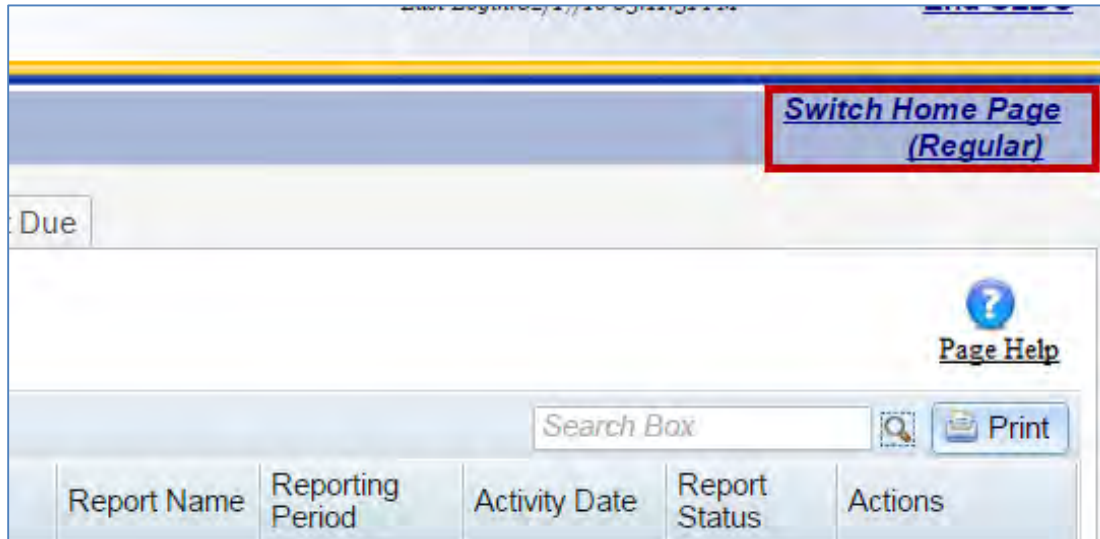 Switch Home Page
(Regular)
Due
Page Help
Search Box
Print
Report Name
Reporting
Period
Activity Date
Report
Status
Actions